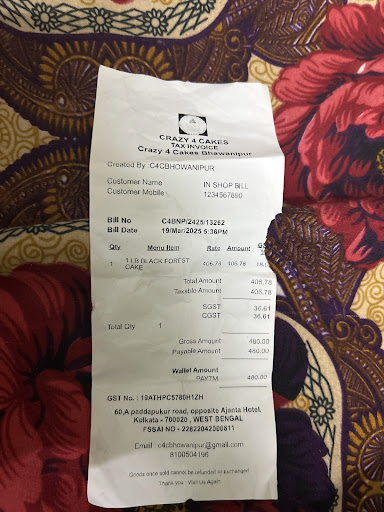 CRAZY 4 CAKES
TAX INVOICE
Crazy 4 Cakes Bhawanipur
Created By :C4CBHOWANIPUR
Customer Name IN SHOP BILL
Customer Mobile 1234567890
Bill No C4BNP/2425/13262
Bill Date 19/Mar/2025 5:36PM
Qty Menu Item Rate Amount
1 1 LB BLACK FOREST 406.78 406.78
CAKE
Total Amount 406.78
Taxable Amount 406.78
SGST 36.61
CGST 36.61
Total Qty 1
Gross Amount 480.00
Payable Amount 480.00
Wallet Amount
PAYTM 480.00
GST No. : 19ATHPC5780H1ZH
60,A paddapukur road, opposite Ajanta Hotel,
Kolkata - 700020 , WEST BENGAL
FSSAI NO - 22822042000811
Email : c4cbhowanipur@gmail.com
8100504166
Goods once sold cannot be refunded or exchanged
Thank you Visit Us Again